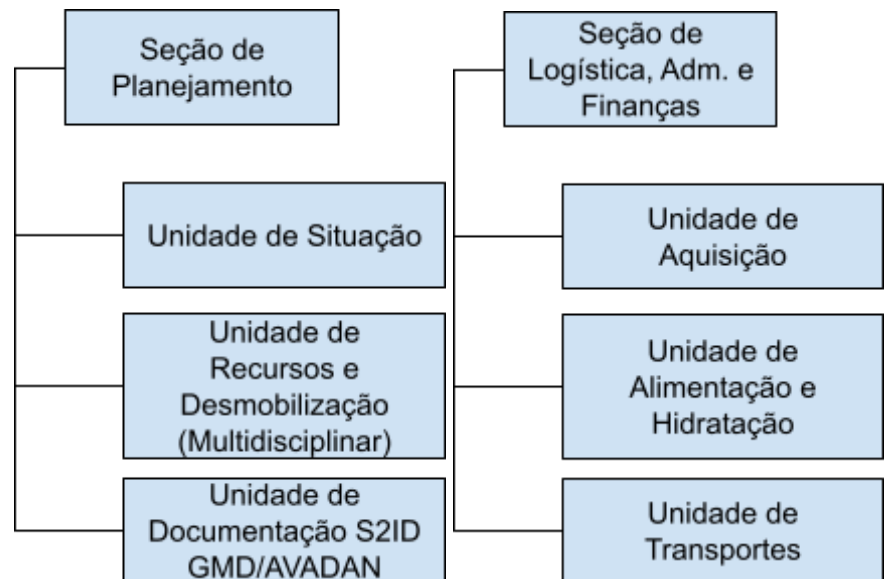 Seção de
Planejamento
Unidade de Situação
Unidade de
Recursos e
Desmobilização
(Multidisciplinar)
Unidade de
Documentação S2ID
GMD/AVADAN
Seção de
Logística, Adm. e
Finanças
Unidade de
Aquisição
Unidade de
Alimentação e
Hidratação
Unidade de
Transportes